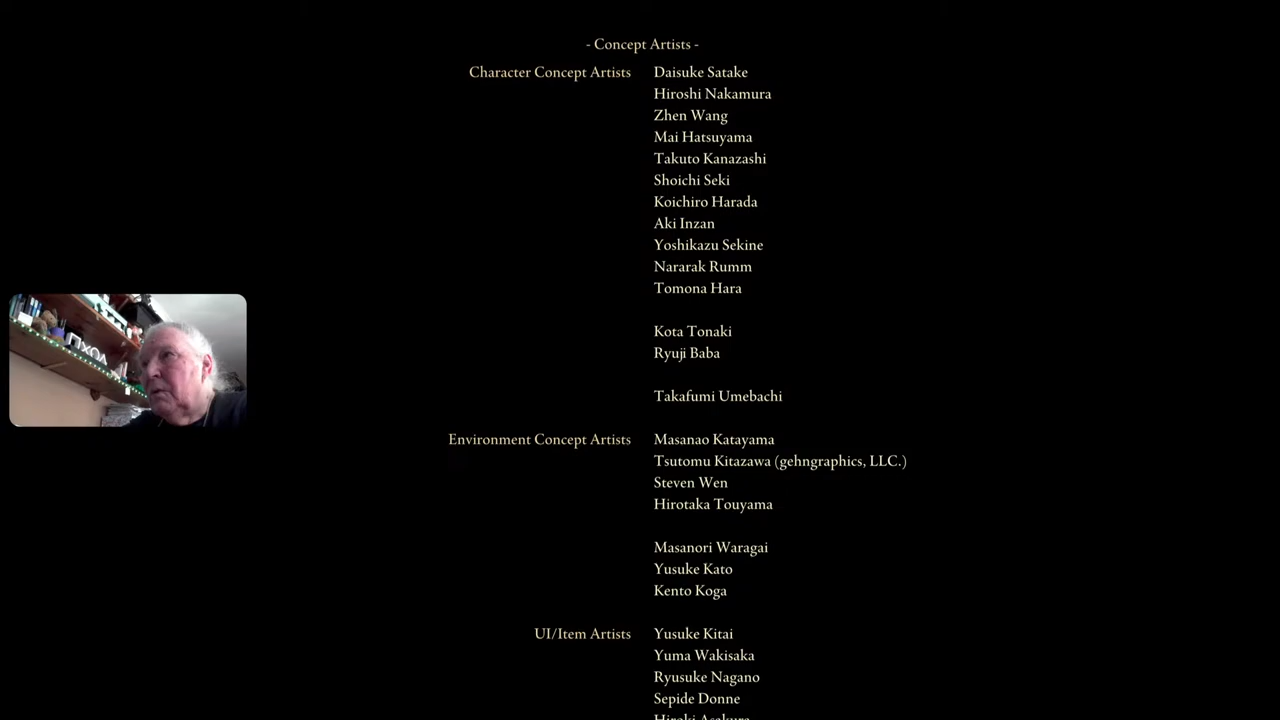 - Concept Artists -
Character Concept Artists Daisuke Satake
Hiroshi Nakamura
Zhen Wang
Mai Hatsuyama
Takuto Kanazashi
Shoichi Seki
Koichiro Harada
Aki Inzan
Yoshikazu Sekine
Nararak Rumm
Tomona Hara
Kota Tonaki
Ryuji Baba
Takafumi Umebachi
Environment Concept Artists Masanao Katayama
Tsutomu Kitazawa (gehngraphics, LLC.)
Steven Wen
Hirotaka Touyama
Masanori Waragai
Yusuke Kato
Kento Koga
UI/Item Artists Yusuke Kitai
Yuma Wakisaka
Ryusuke Nagano
Sepide Donne